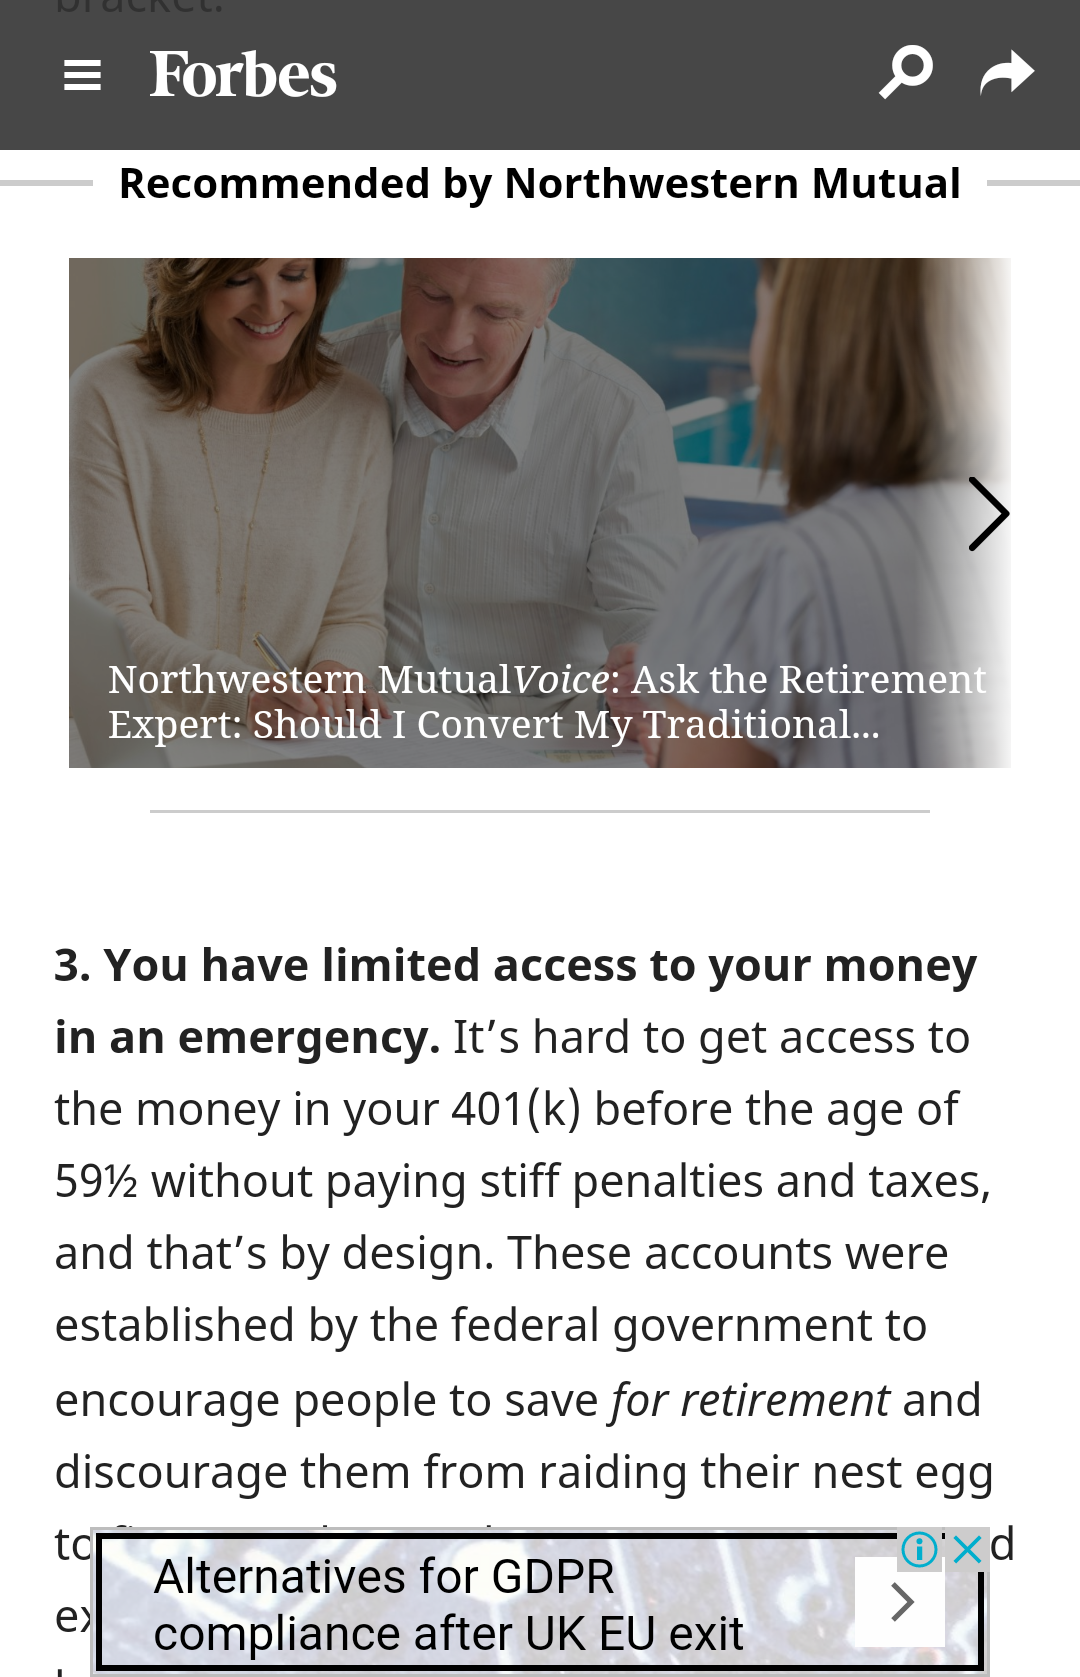 bracket.
Forbes
Recommended by Northwestern Mutual
Northwestern MutualVoice: Ask the Retirement
Expert: Should I Convert My Traditional...
3. You have limited access to your money
in an emergency. It’s hard to get access to
the money in your 401(k) before the age of
59½ without paying stiff penalties and taxes,
and that’s by design. These accounts were
established by the federal government to
encourage people to save for retirement and
discourage them from raiding their nest egg
to
Alternatives for GDPR
compliance after UK EU exit